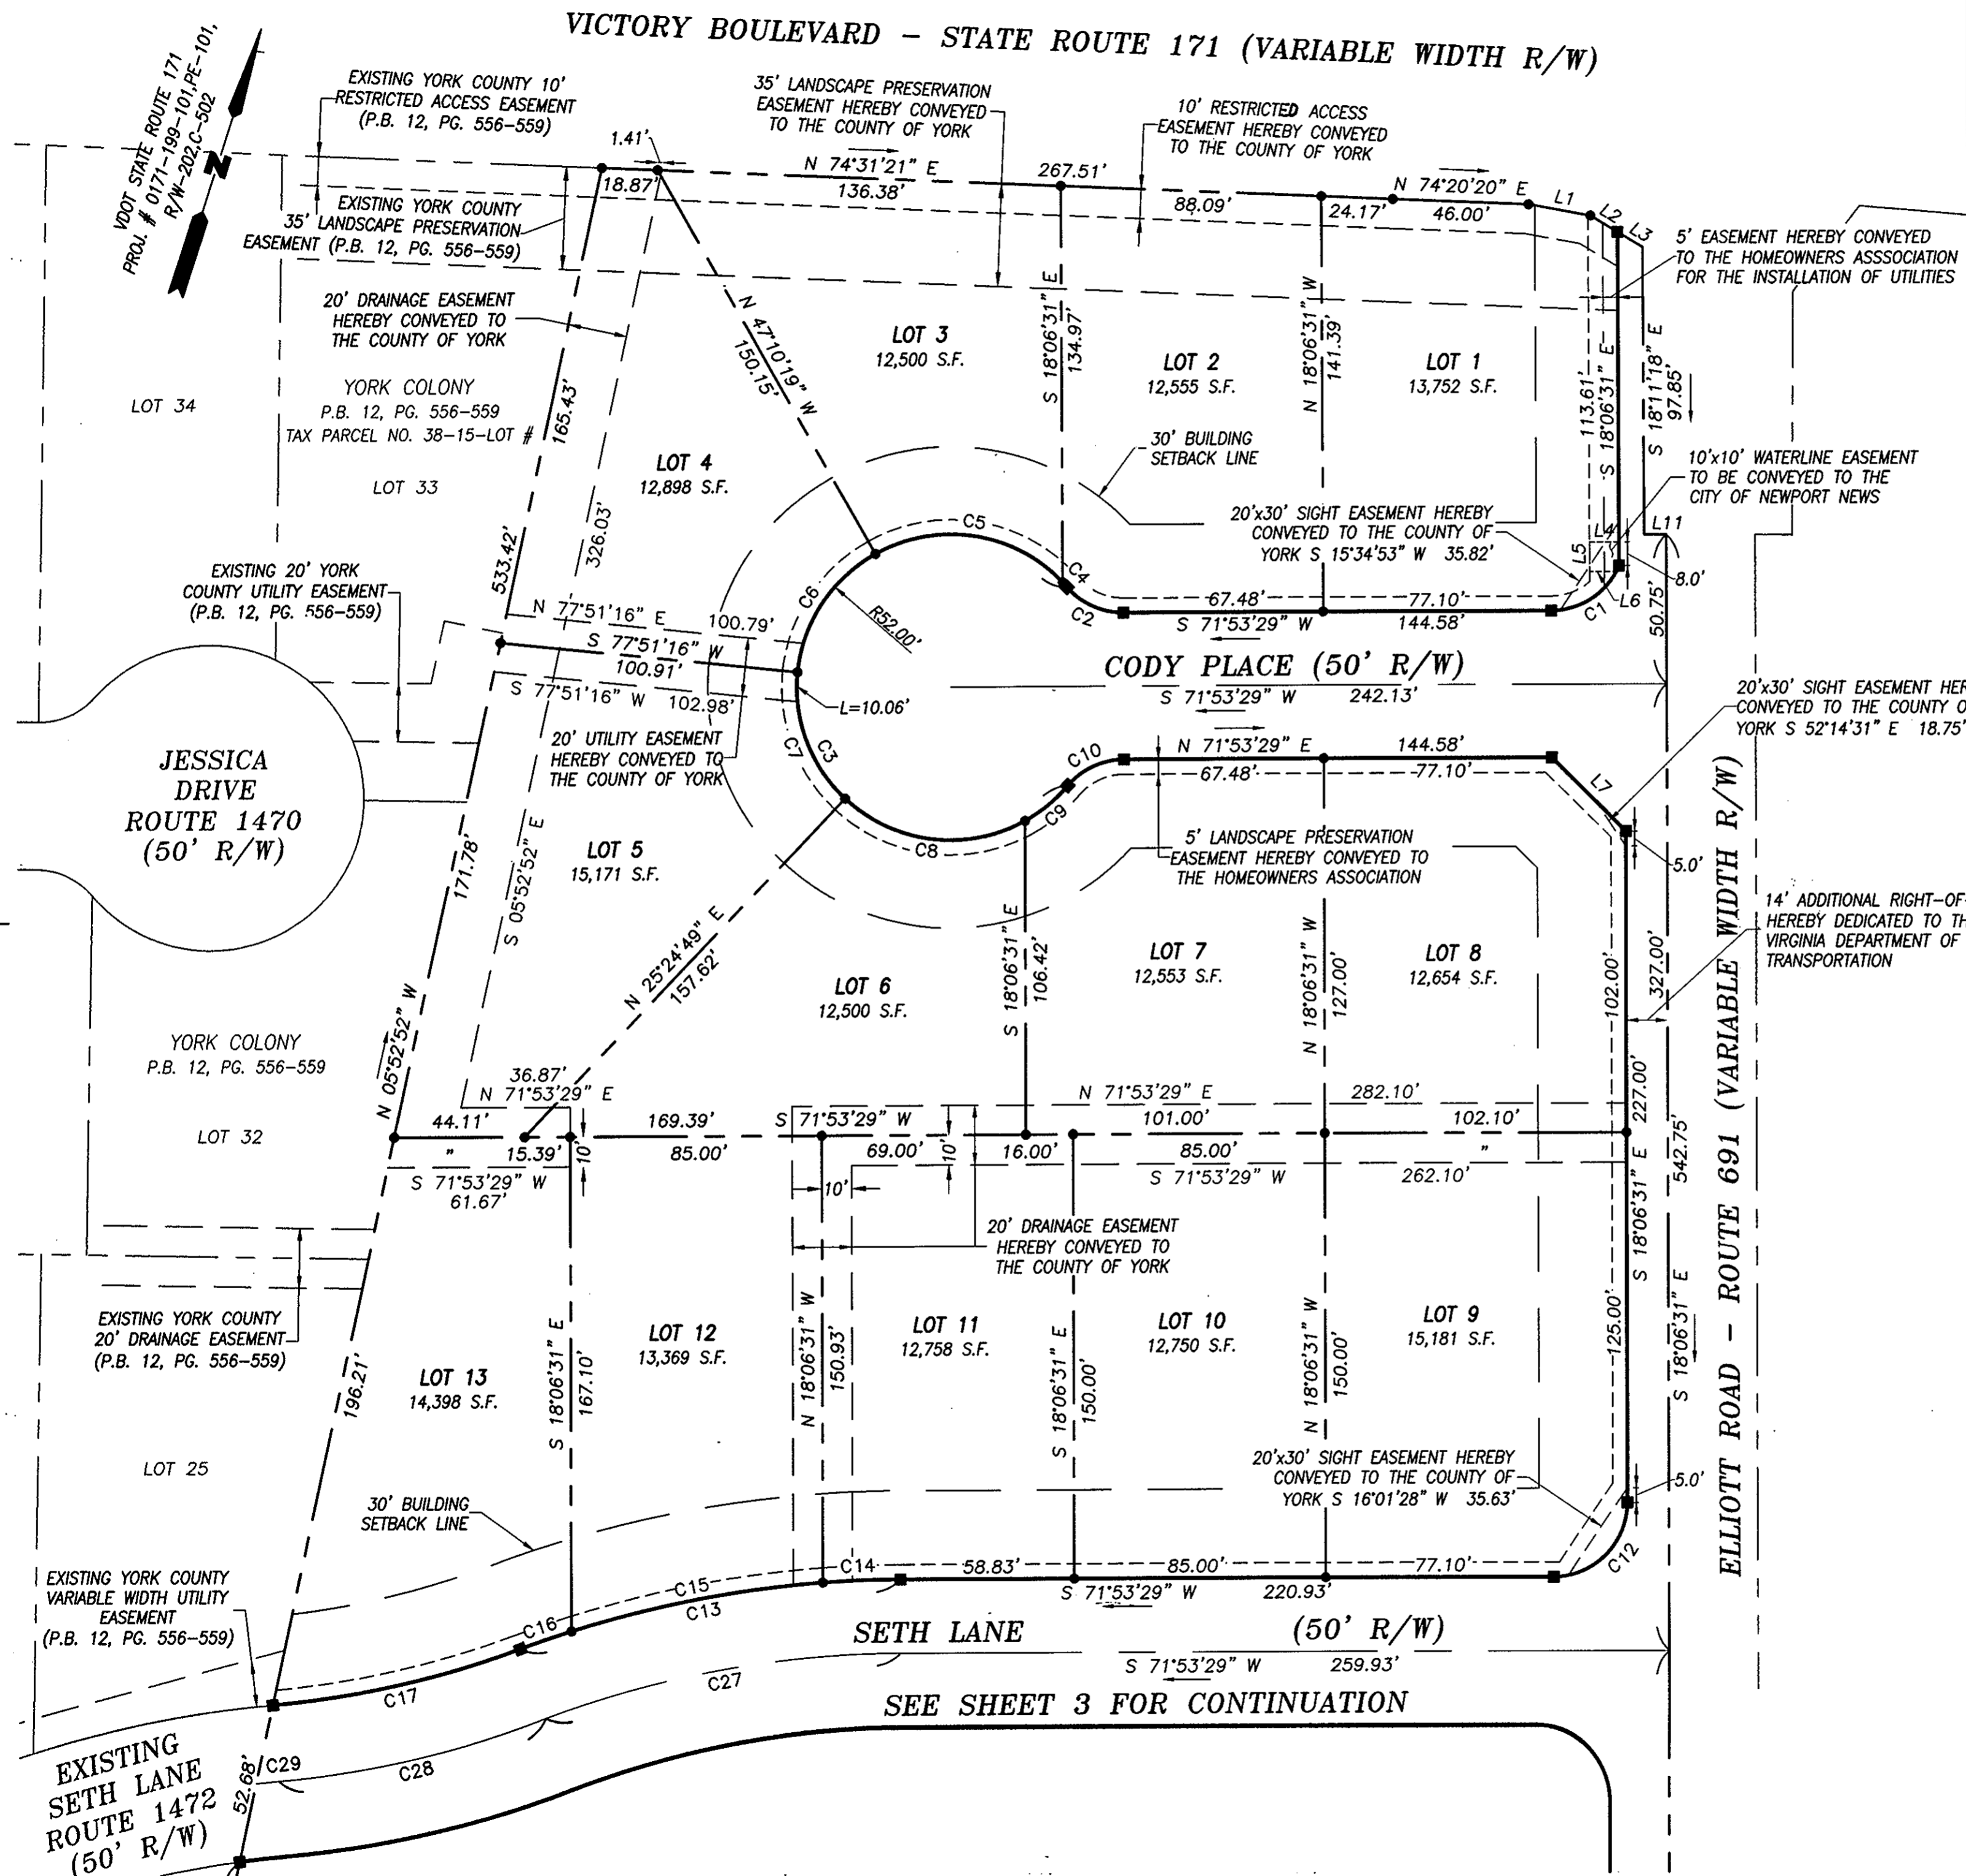 VICTORY BOULEVARD – STATE ROUTE 171 (VARIABLE WIDTH R/W)
VDOT STATE ROUTE 171
PROJ. # 0171-199-101,PE-101,
R/W-202,C-502
N
EXISTING YORK COUNTY 10'
RESTRICTED ACCESS EASEMENT
(P.B. 12, PG. 556-559)
35' LANDSCAPE PRESERVATION
EASEMENT HEREBY CONVEYED
TO THE COUNTY OF YORK
10' RESTRICTED ACCESS
EASEMENT HEREBY CONVEYED
TO THE COUNTY OF YORK
1.41'
N 74°31'21" E
267.51'
N 74°20'20" E
L1
L2
L3
18.87'
136.38'
88.09'
24.17'
46.00'
EXISTING YORK COUNTY
35' LANDSCAPE PRESERVATION
EASEMENT (P.B. 12, PG. 556-559)
5' EASEMENT HEREBY CONVEYED
TO THE HOMEOWNERS ASSSOCIATION
FOR THE INSTALLATION OF UTILITIES
20' DRAINAGE EASEMENT
HEREBY CONVEYED TO
THE COUNTY OF YORK
N 47°10'19" W
150.15'
LOT 3
12,500 S.F.
S 18°06'31" E
134.97'
LOT 2
12,555 S.F.
N 18°06'31" W
141.39'
LOT 1
13,752 S.F.
113.61'
S 18°06'31" E
S 18°11'18" E
97.85'
LOT 34
YORK COLONY
P.B. 12, PG. 556-559
TAX PARCEL NO. 38-15-LOT #
LOT 33
165.43'
533.42'
326.03'
LOT 4
12,898 S.F.
30' BUILDING
SETBACK LINE
10'x10' WATERLINE EASEMENT
TO BE CONVEYED TO THE
CITY OF NEWPORT NEWS
20'x30' SIGHT EASEMENT HEREBY
CONVEYED TO THE COUNTY OF
YORK S 15°34'53" W 35.82'
L4
L5
L6
L11
8.0'
50.75'
C5
C6
C4
C2
C1
R52.00'
EXISTING 20' YORK
COUNTY UTILITY EASEMENT
(P.B. 12, PG. 556-559)
N 77°51'16" E
100.79'
S 77°51'16" W
100.91'
S 77°51'16" W
102.98'
L=10.06'
67.48'
77.10'
S 71°53'29" W
144.58'
CODY PLACE (50' R/W)
S 71°53'29" W
242.13'
20'x30' SIGHT EASEMENT HER
CONVEYED TO THE COUNTY O
YORK S 52°14'31" E 18.75'
JESSICA
DRIVE
ROUTE 1470
(50' R/W)
20' UTILITY EASEMENT
HEREBY CONVEYED TO
THE COUNTY OF YORK
C7
C3
C10
C9
C8
N 71°53'29" E
144.58'
67.48'
77.10'
L7
5.0'
171.78'
S 05°52'52" E
LOT 5
15,171 S.F.
5' LANDSCAPE PRESERVATION
EASEMENT HEREBY CONVEYED TO
THE HOMEOWNERS ASSOCIATION
14' ADDITIONAL RIGHT-OF-
HEREBY DEDICATED TO TH
VIRGINIA DEPARTMENT OF
TRANSPORTATION
N 25°24'49" E
157.62'
LOT 6
12,500 S.F.
S 18°06'31" E
106.42'
LOT 7
12,553 S.F.
N 18°06'31" W
127.00'
LOT 8
12,654 S.F.
102.00'
327.00'
227.00'
YORK COLONY
P.B. 12, PG. 556-559
LOT 32
N 05°52'52" W
36.87'
N 71°53'29" E
N 71°53'29" E
282.10'
44.11'
169.39'
S 71°53'29" W
101.00'
102.10'
"
15.39'
10'
85.00'
69.00'
10'
16.00'
85.00'
"
S 71°53'29" W
61.67'
10'
S 71°53'29" W
262.10'
S 18°06'31" E
542.75'
ELLIOTT ROAD – ROUTE 691 (VARIABLE WIDTH R/W)
20' DRAINAGE EASEMENT
HEREBY CONVEYED TO
THE COUNTY OF YORK
EXISTING YORK COUNTY
20' DRAINAGE EASEMENT
(P.B. 12, PG. 556-559)
196.21'
LOT 13
14,398 S.F.
S 18°06'31" E
167.10'
LOT 12
13,369 S.F.
N 18°06'31" W
150.93'
LOT 11
12,758 S.F.
S 18°06'31" E
150.00'
LOT 10
12,750 S.F.
N 18°06'31" W
150.00'
LOT 9
15,181 S.F.
125.00'
S 18°06'31" E
LOT 25
30' BUILDING
SETBACK LINE
20'x30' SIGHT EASEMENT HEREBY
CONVEYED TO THE COUNTY OF
YORK S 16°01'28" W 35.63'
5.0'
EXISTING YORK COUNTY
VARIABLE WIDTH UTILITY
EASEMENT
(P.B. 12, PG. 556-559)
C16
C15
C13
C14
58.83'
85.00'
77.10'
S 71°53'29" W
220.93'
C12
C17
SETH LANE (50' R/W)
C27
S 71°53'29" W
259.93'
SEE SHEET 3 FOR CONTINUATION
C29
C28
52.68'
EXISTING
SETH LANE
ROUTE 1472
(50' R/W)